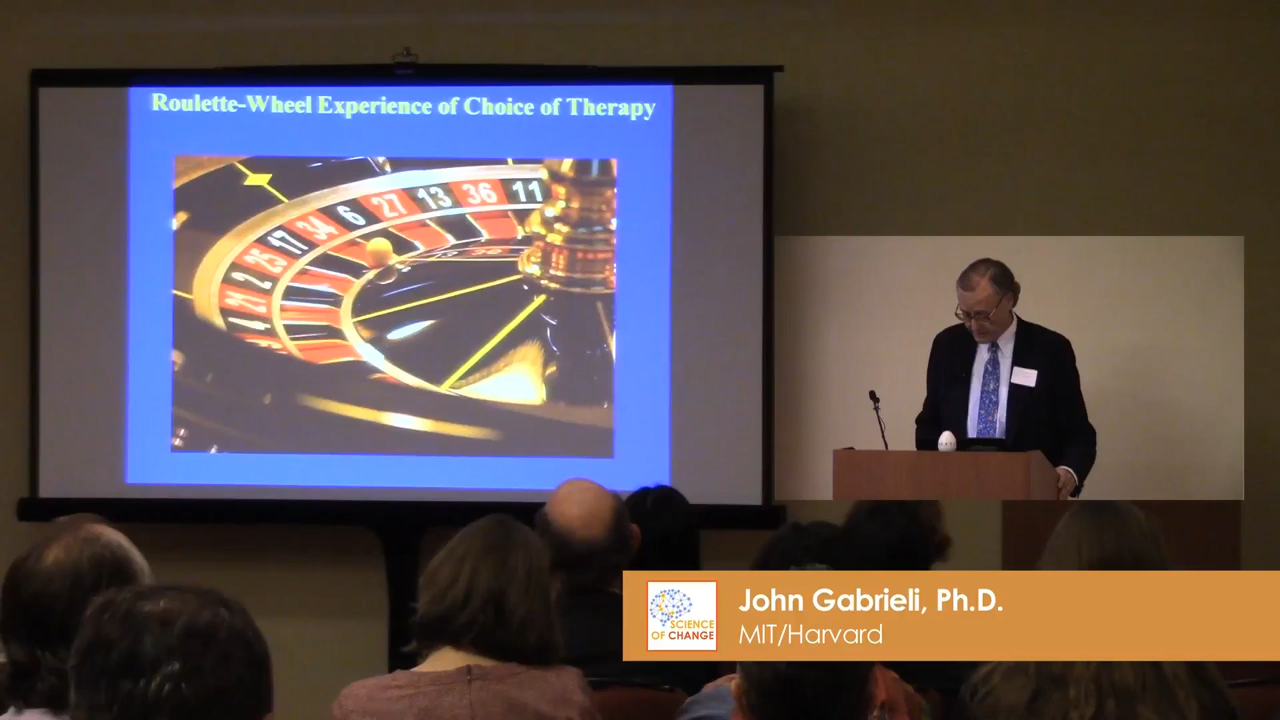 Roulette-Wheel Experience of Choice of Therapy
11
36
13
27
6
34
17
25
2
21
SCIENCE
OF CHANGE
John Gabrieli, Ph.D.
MIT/Harvard